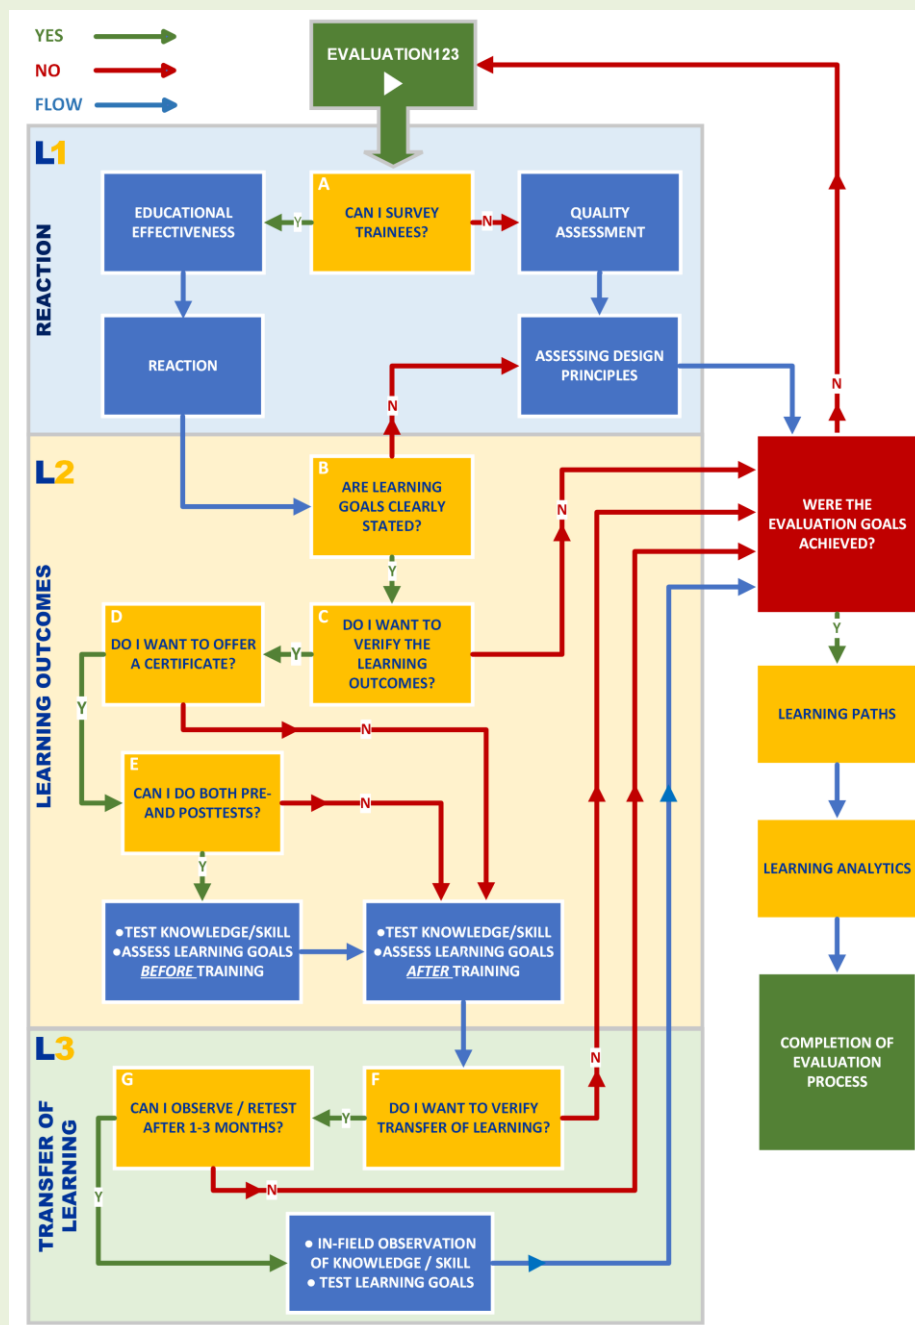 YES
NO
FLOW
EVALUATION123
L1
REACTION
EDUCATIONAL
EFFECTIVENESS
Y
A
CAN I SURVEY
TRAINEES?
N
QUALITY
ASSESSMENT
REACTION
N
ASSESSING DESIGN
PRINCIPLES
N
L2
LEARNING OUTCOMES
B
ARE LEARNING
GOALS CLEARLY
STATED?
Y
N
WERE THE
EVALUATION GOALS
ACHIEVED?
Y
D
DO I WANT TO OFFER
A CERTIFICATE?
Y
C
DO I WANT TO
VERIFY THE
LEARNING
OUTCOMES?
Y
N
LEARNING PATHS
E
CAN I DO BOTH PRE-
AND POSTTESTS?
N
Y
LEARNING ANALYTICS
●TEST KNOWLEDGE/SKILL
●ASSESS LEARNING GOALS
BEFORE TRAINING
●TEST KNOWLEDGE/SKILL
●ASSESS LEARNING GOALS
AFTER TRAINING
COMPLETION OF
EVALUATION
PROCESS
L3
TRANSFER OF
LEARNING
G
CAN I OBSERVE / RETEST
AFTER 1-3 MONTHS?
Y
F
DO I WANT TO VERIFY
TRANSFER OF LEARNING?
N
Y
N
● IN-FIELD OBSERVATION
OF KNOWLEDGE / SKILL
● TEST LEARNING GOALS